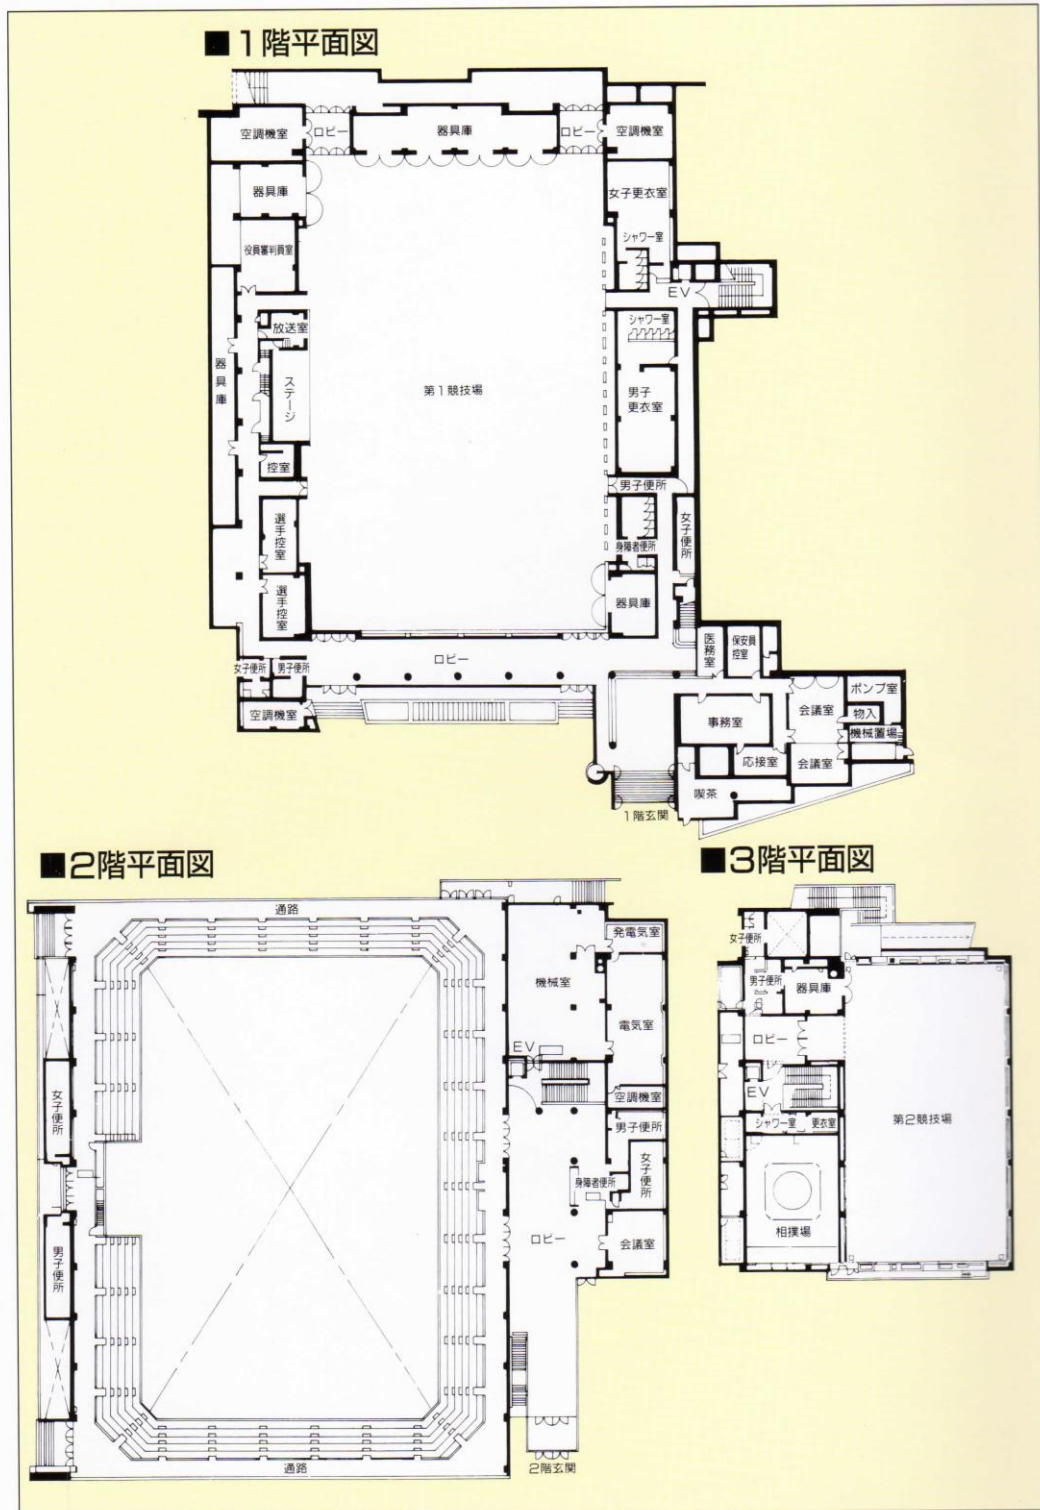 ■1階平面図
空調機室
ロビー
器具庫
ロビー
空調機室
器具庫
女子更衣室
役員審判員室
シャワー室
EV
放送室
シャワー室
器具庫
ステージ
第1競技場
男子
更衣室
控室
男子便所
選手控室
女子便所
身障者便所
選手控室
器具庫
ロビー
医務室
保安員
控室
女子便所
男子便所
ポンプ室
空調機室
事務室
会議室
物入
機械置場
応接室
会議室
喫茶
1階玄関
■2階平面図
通路
発電気室
機械室
電気室
EV
空調機室
女子便所
男子便所
女子便所
身障者便所
男子便所
ロビー
会議室
通路
2階玄関
■3階平面図
女子便所
男子便所
器具庫
ロビー
EV
シャワー室
更衣室
第2競技場
相撲場